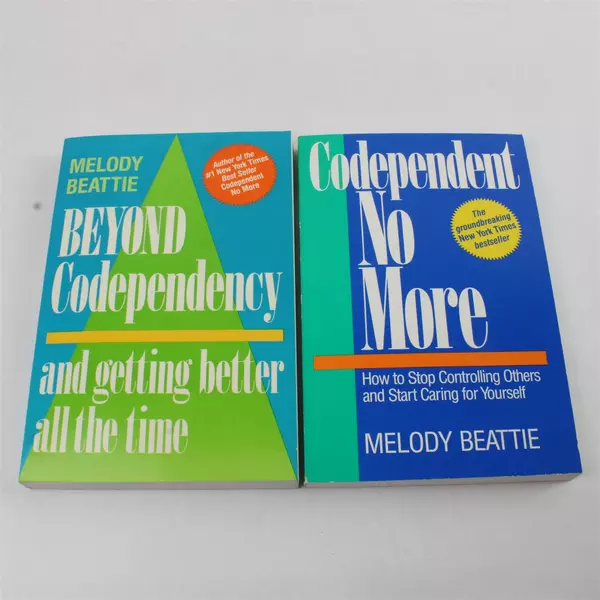 MELODY
BEATTIE
Author of the
#1 New York Times
Best Seller
Codependent
No More
BEYOND
Codependency
and getting better
all the time
Codependent
No
More
The
groundbreaking
New York Times
bestseller
How to Stop Controlling Others
and Start Caring for Yourself
MELODY BEATTIE